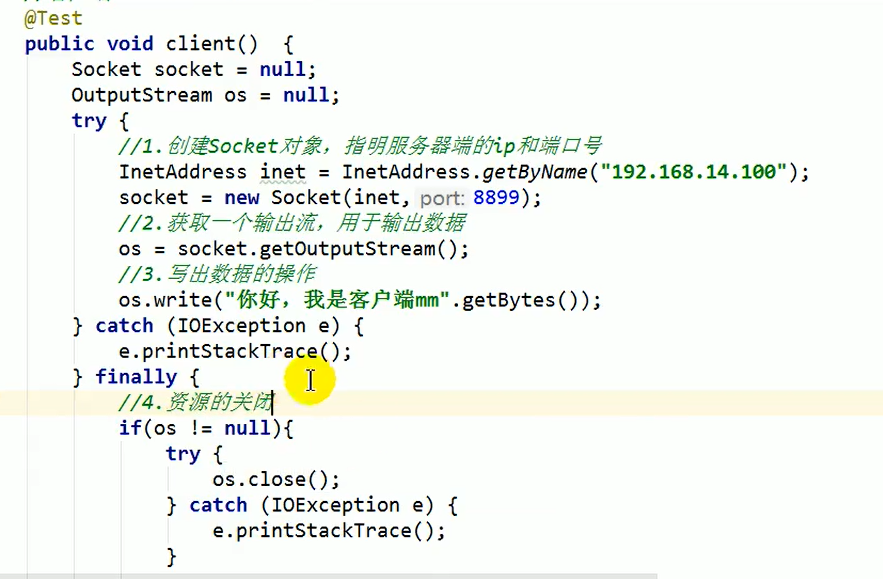 @Test
public void client()  {
    Socket socket = null;
    OutputStream os = null;
    try {
        //1.创建Socket对象，指明服务器端的ip和端口号
        InetAddress inet = InetAddress.getByName("192.168.14.100");
        socket = new Socket(inet, port: 8899);
        //2.获取一个输出流，用于输出数据
        os = socket.getOutputStream();
        //3.写出数据的操作
        os.write("你好，我是客户端mm".getBytes());
    } catch (IOException e) {
        e.printStackTrace();
    } finally {
        //4.资源的关闭
        if(os != null){
            try {
                os.close();
            } catch (IOException e) {
                e.printStackTrace();
            }